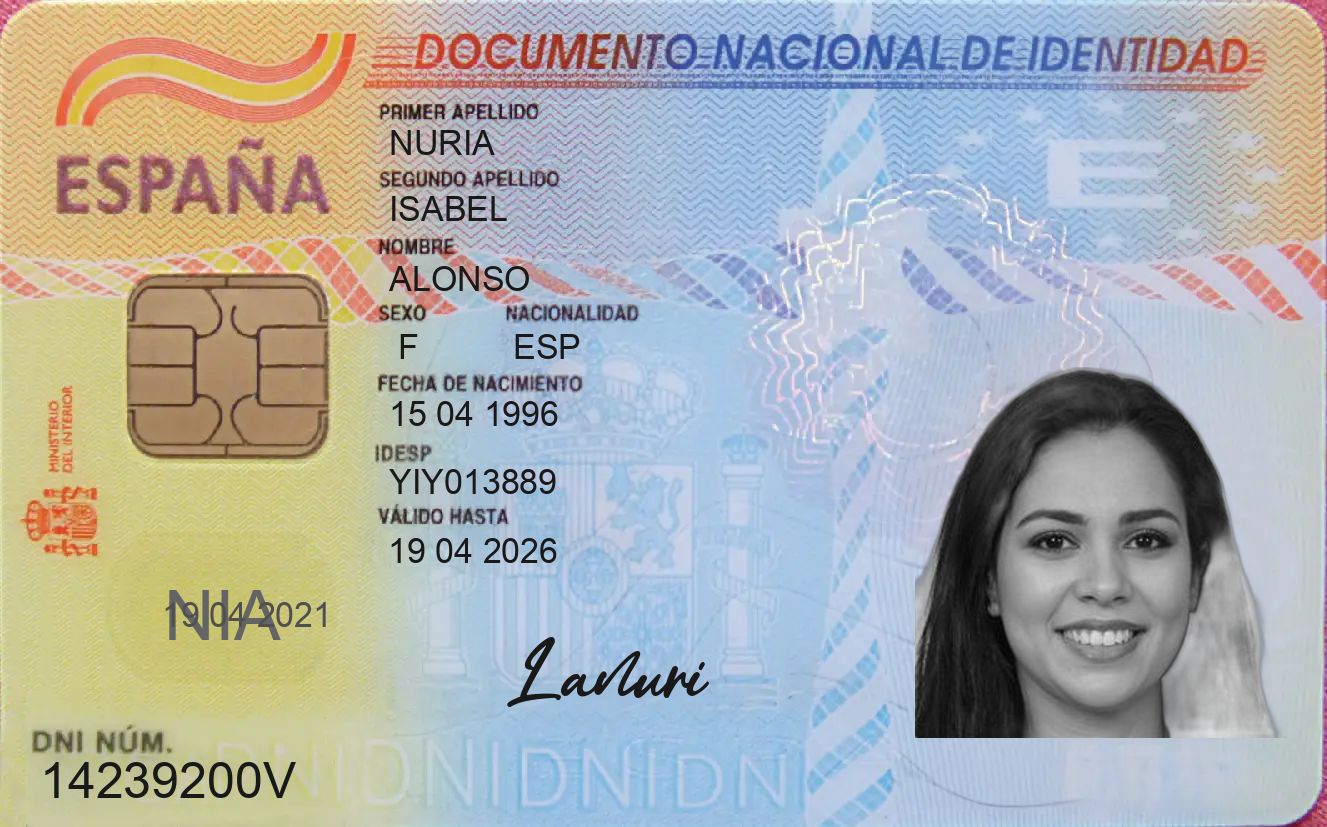 DOCUMENTO NACIONAL DE IDENTIDAD
ESPAÑA
PRIMER APELLIDO
NURIA
SEGUNDO APELLIDO
ISABEL
NOMBRE
ALONSO
SEXO NACIONALIDAD
F ESP
FECHA DE NACIMIENTO
15 04 1996
IDESP
YIY013889
VÁLIDO HASTA
19 04 2026
MINISTERIO
DEL INTERIOR
E
NIA
19 04 2021
LaNuri
DNI NÚM.
14239200V
DNIDNIDNIDNI